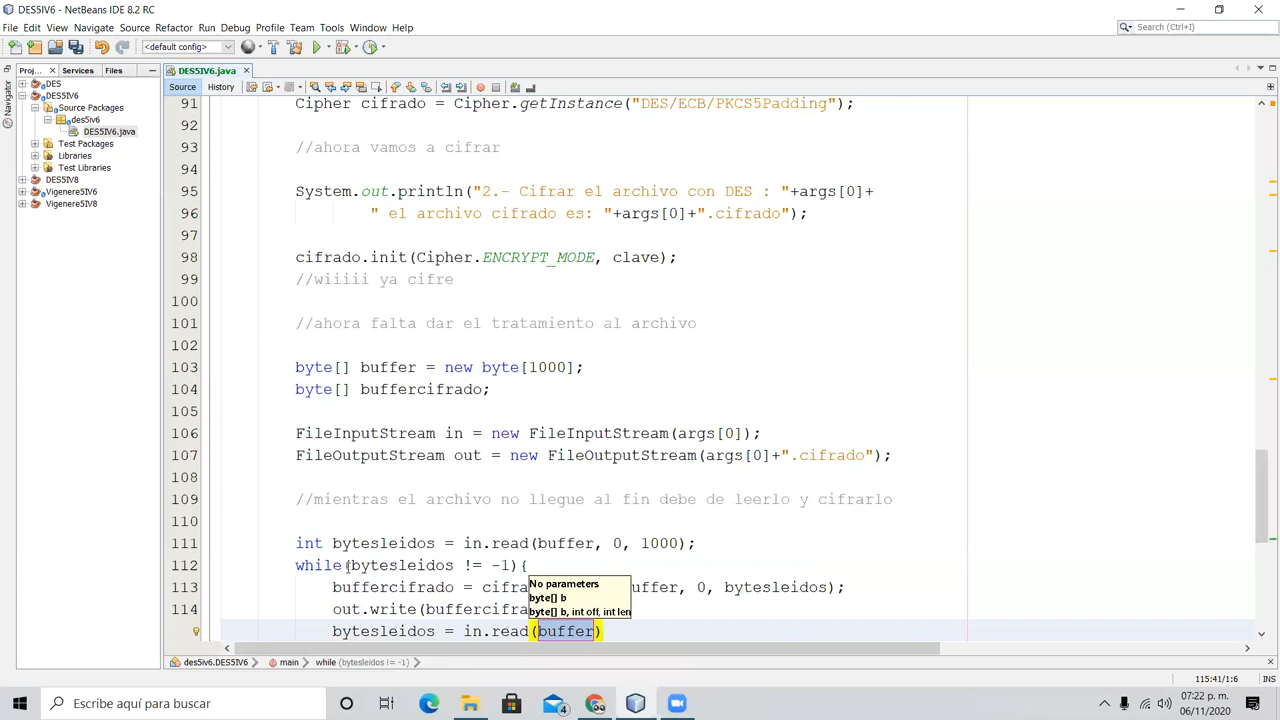 DES5IV6 - NetBeans IDE 8.2 RC
File Edit View Navigate Source Refactor Run Debug Profile Team Tools Window Help
Search (Ctrl+I)
<default config>
Proj... Services Files
DES5IV6.java
Source History
DES
DES5IV6
Source Packages
des5iv6
DES5IV6.java
Test Packages
Libraries
Test Libraries
DES5IV8
Vigenere5IV6
Vigenere5IV8
Navigator
91 Cipher cifrado = Cipher.getInstance("DES/ECB/PKCS5Padding");
92
93 //ahora vamos a cifrar
94
95 System.out.println("2.- Cifrar el archivo con DES : "+args[0]+
96 " el archivo cifrado es: "+args[0]+".cifrado");
97
98 cifrado.init(Cipher.ENCRYPT_MODE, clave);
99 //wiiiii ya cifre
100
101 //ahora falta dar el tratamiento al archivo
102
103 byte[] buffer = new byte[1000];
104 byte[] buffercifrado;
105
106 FileInputStream in = new FileInputStream(args[0]);
107 FileOutputStream out = new FileOutputStream(args[0]+".cifrado");
108
109 //mientras el archivo no llegue al fin debe de leerlo y cifrarlo
110
111 int bytesleidos = in.read(buffer, 0, 1000);
112 while(bytesleidos != -1){
No parameters
byte[] b
byte[] b, int off, int len
113 buffercifrado = cifra uffer, 0, bytesleidos);
114 out.write(buffercifra
bytesleidos = in.read(buffer)
des5iv6.DES5IV6 main while (bytesleidos != -1)
115:41/1:6 INS
Escribe aquí para buscar
4
07:22 p. m.
06/11/2020